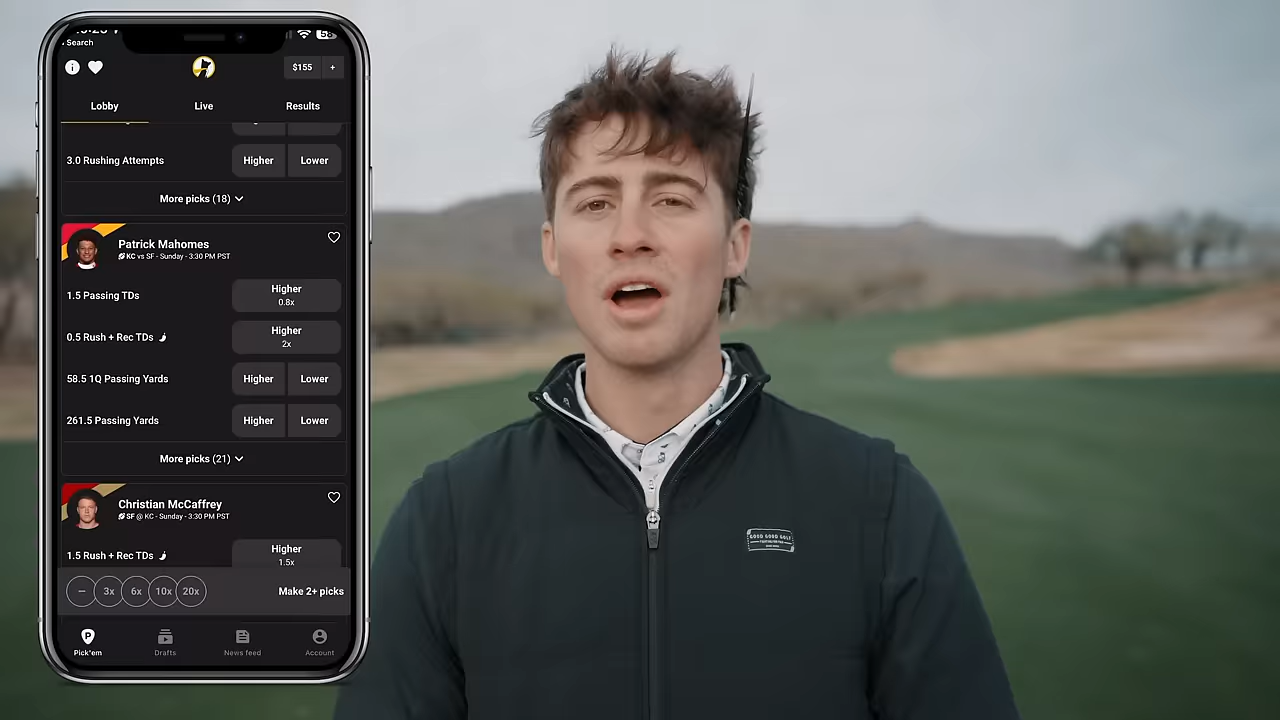 Search
58
$155 +
Lobby Live Results
3.0 Rushing Attempts Higher Lower
More picks (18)
Patrick Mahomes
KC vs SF - Sunday - 3:30 PM PST
1.5 Passing TDs Higher
0.8x
0.5 Rush + Rec TDs Higher
2x
58.5 1Q Passing Yards Higher Lower
261.5 Passing Yards Higher Lower
More picks (21)
Christian McCaffrey
SF @ KC - Sunday - 3:30 PM PST
1.5 Rush + Rec TDs Higher
1.5x
– 3x 6x 10x 20x Make 2+ picks
Pick'em Drafts News feed Account
GOOD GOOD GOLF